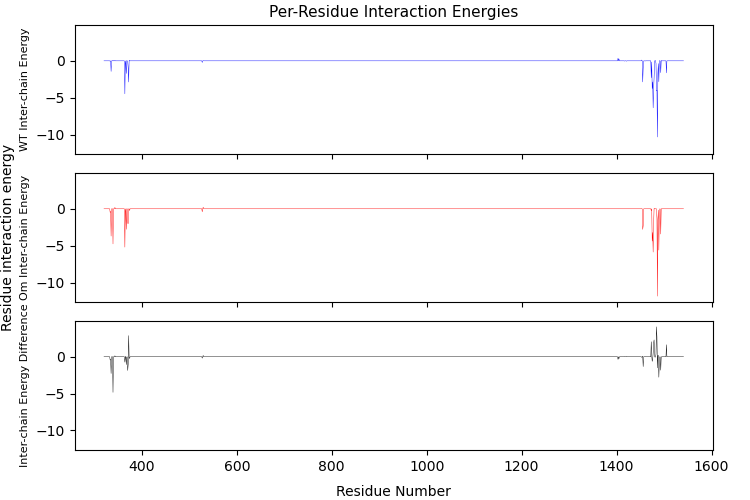 Per-Residue Interaction Energies
WT Inter-chain Energy
0
−5
−10
Om Inter-chain Energy
0
−5
−10
Residue interaction energy
Inter-chain Energy Difference
0
−5
−10
400 600 800 1000 1200 1400 1600
Residue Number